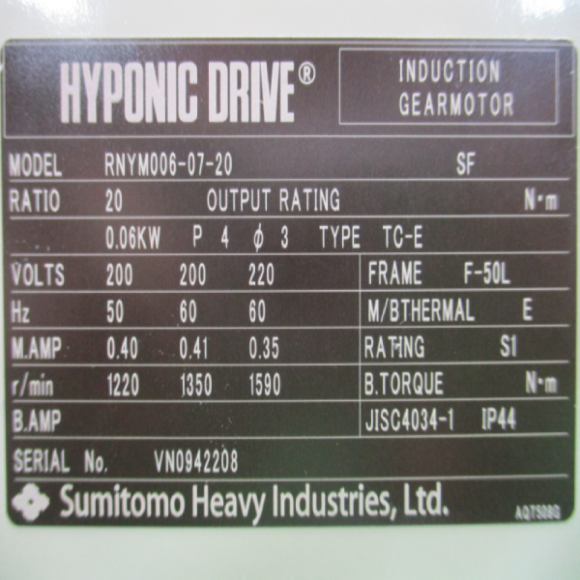 HYPONIC DRIVE®
INDUCTION
GEARMOTOR
MODEL RNYM006-07-20 SF
RATIO 20 OUTPUT RATING N·m
0.06KW P 4 ϕ 3 TYPE TC-E
VOLTS 200 200 220 FRAME F-50L
Hz 50 60 60 M/BTHERMAL E
M.AMP 0.40 0.41 0.35 RATING S1
r/min 1220 1350 1590 B.TORQUE N·m
B.AMP JISC4034-1 IP44
SERIAL No. VN0942208
Sumitomo Heavy Industries, Ltd.